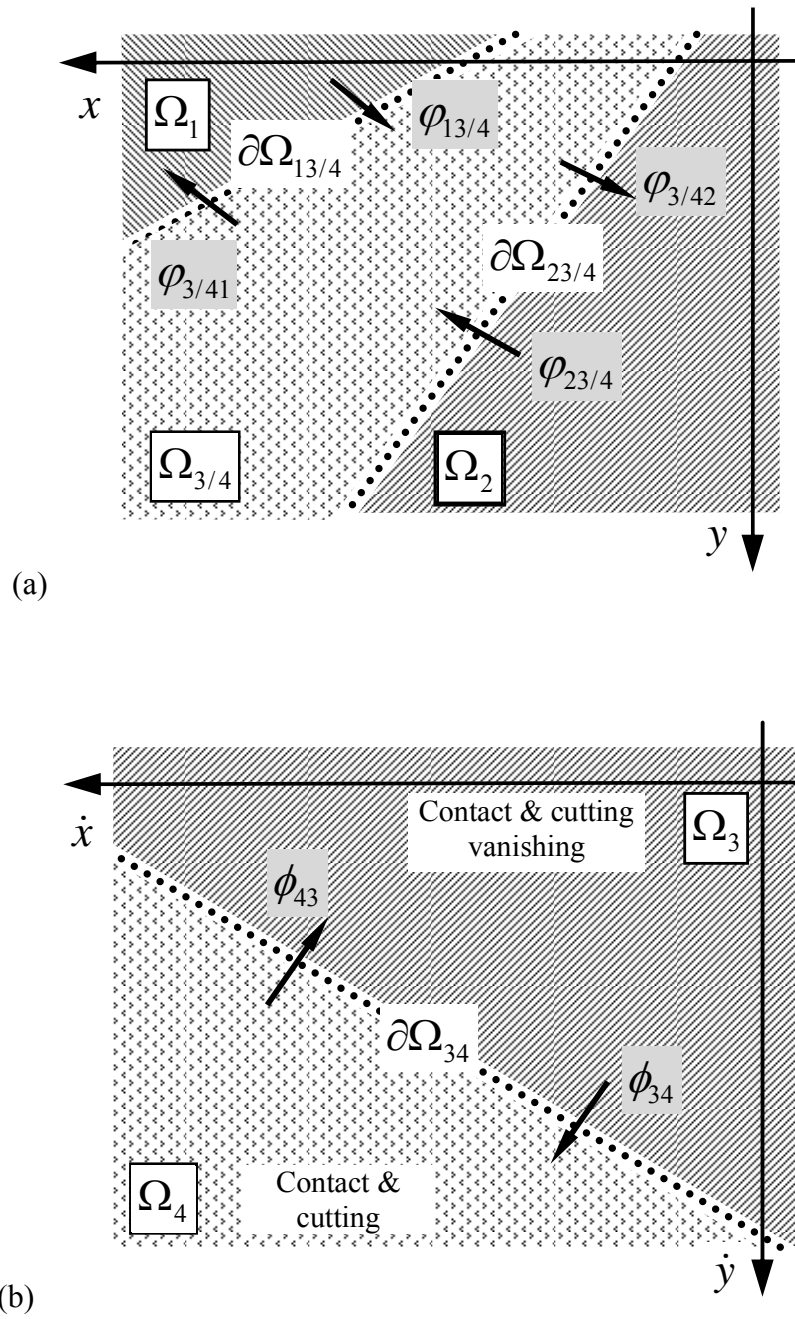 x
Ω₁
φ₁₃/₄
∂Ω₁₃/₄
φ₃/₄₂
φ₃/₄₁
∂Ω₂₃/₄
φ₂₃/₄
Ω₃/₄
Ω₂
y
(a)
ẋ
Contact & cutting
vanishing
Ω₃
ϕ₄₃
∂Ω₃₄
ϕ₃₄
Ω₄
Contact &
cutting
ẏ
(b)